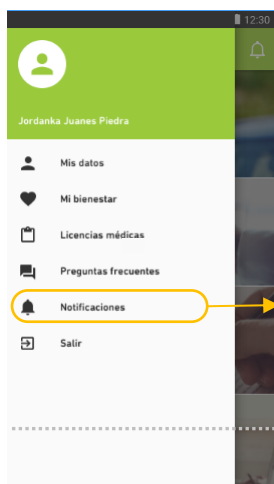 12:30
Jordanka Juanes Piedra
Mis datos
Mi bienestar
Licencias médicas
Preguntas frecuentes
Notificaciones
Salir